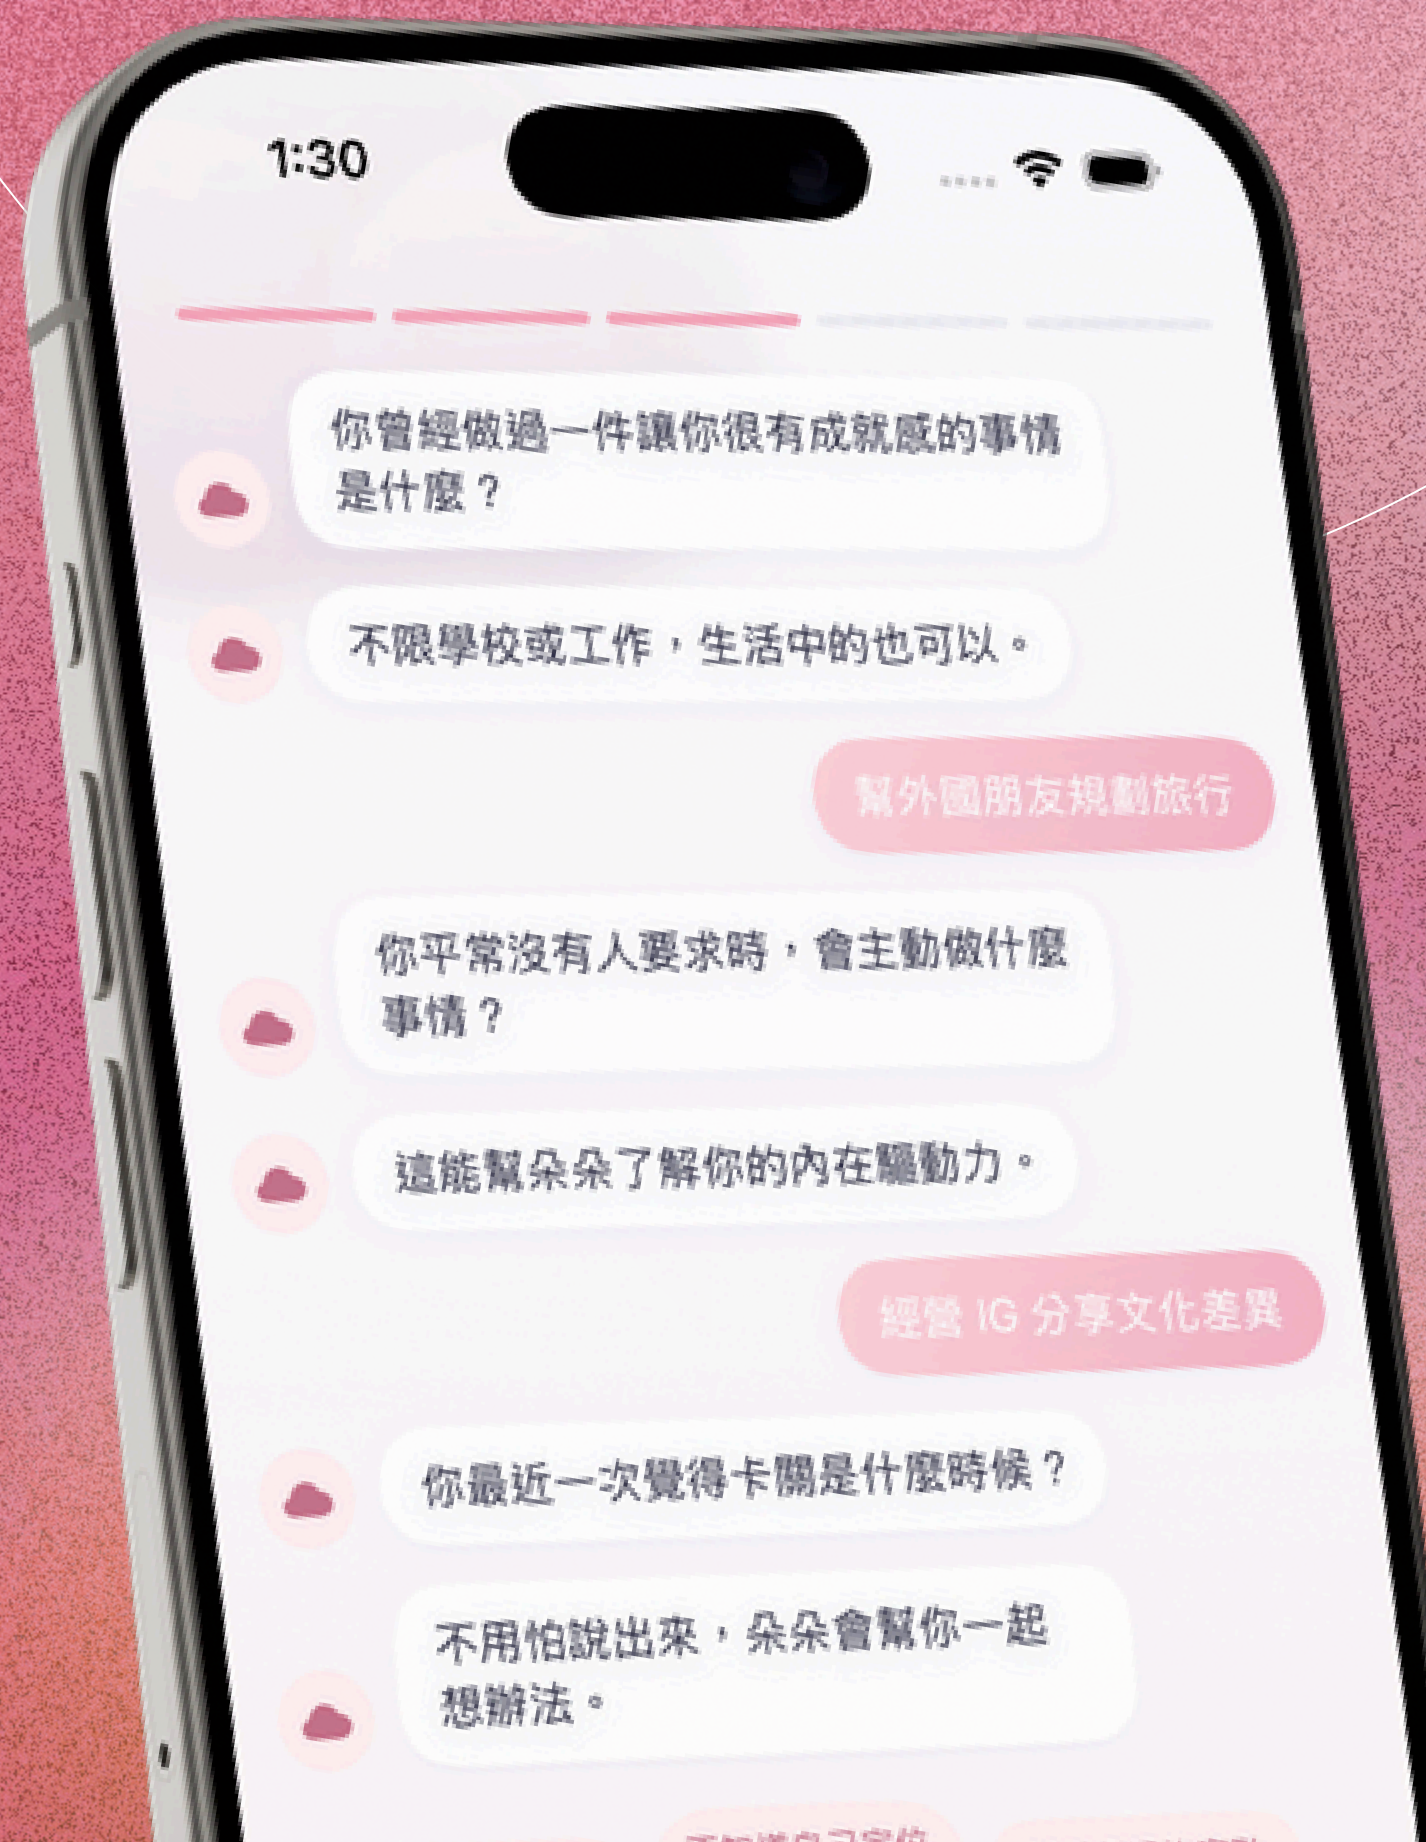 1:30
你曾經做過一件讓你很有成就感的事情
是什麼？
不限學校或工作，生活中的也可以。
幫外國朋友規劃旅行
你平常沒有人要求時，會主動做什麼
事情？
這能幫朵朵了解你的內在驅動力。
經營 IG 分享文化差異
你最近一次覺得卡關是什麼時候？
不用怕說出來，朵朵會幫你一起
想辦法。